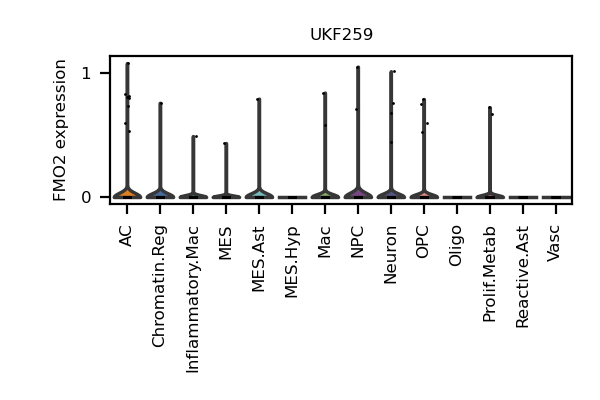 UKF259
FMO2 expression
1
0
AC
Chromatin.Reg
Inflammatory.Mac
MES
MES.Ast
MES.Hyp
Mac
NPC
Neuron
OPC
Oligo
Prolif.Metab
Reactive.Ast
Vasc